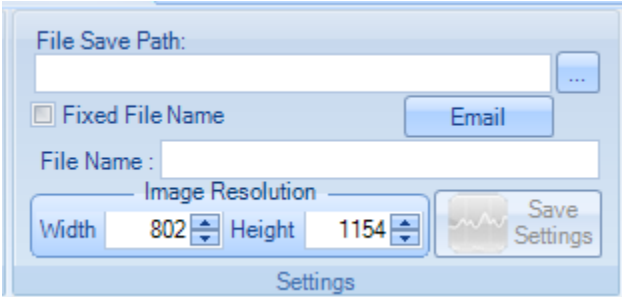 File Save Path:
...
Fixed File Name
Email
File Name :
Image Resolution
Width 802 Height 1154
Save
Settings
Settings